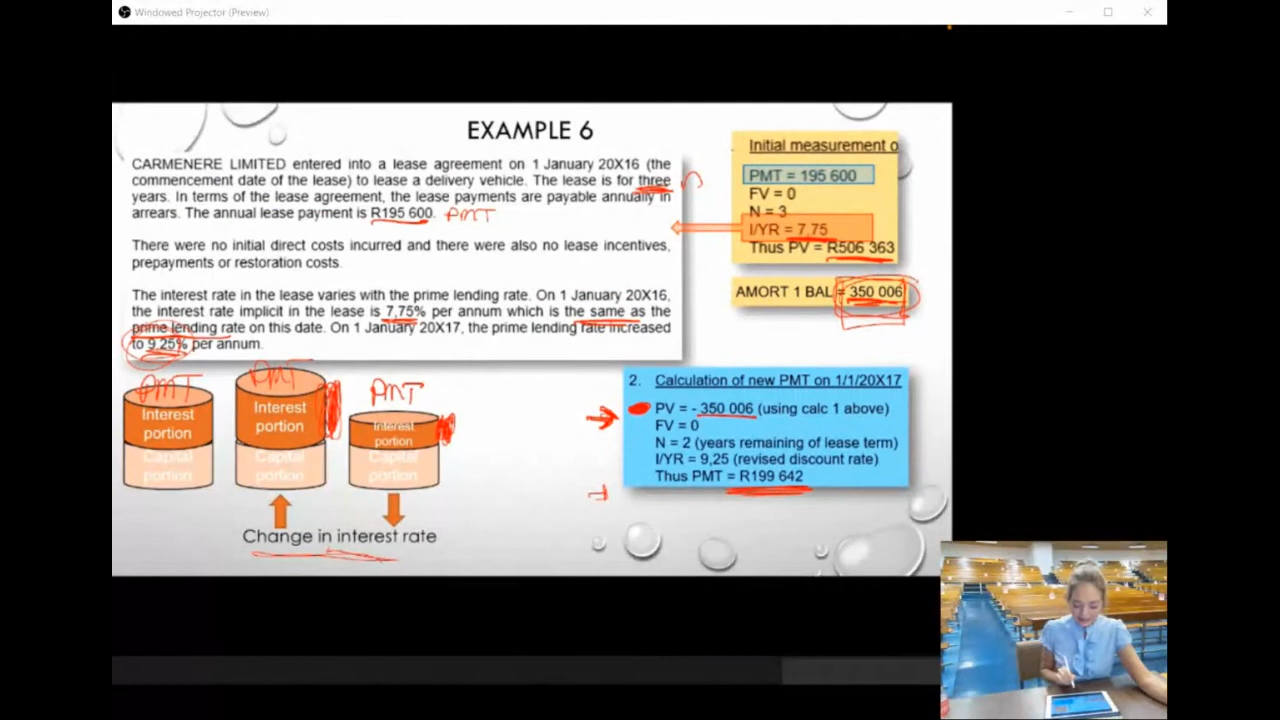 Windowed Projector (Preview)
EXAMPLE 6
CARMENERE LIMITED entered into a lease agreement on 1 January 20X16 (the
commencement date of the lease) to lease a delivery vehicle. The lease is for three n
years. In terms of the lease agreement, the lease payments are payable annually in
arrears. The annual lease payment is R195 600. PMT
There were no initial direct costs incurred and there were also no lease incentives,
prepayments or restoration costs.
The interest rate in the lease varies with the prime lending rate. On 1 January 20X16,
the interest rate implicit in the lease is 7,75% per annum which is the same as the
prime lending rate on this date. On 1 January 20X17, the prime lending rate increased
to 9,25% per annum.
Initial measurement o
PMT = 195 600
FV = 0
N = 3
I/YR = 7,75
Thus PV = R506 363
AMORT 1 BAL = 350 006
PMT
Interest
portion
Capital
portion
PMT
Interest
portion
Capital
portion
PMT
Interest
portion
Capital
portion
Change in interest rate
2. Calculation of new PMT on 1/1/20X17
PV = - 350 006 (using calc 1 above)
FV = 0
N = 2 (years remaining of lease term)
I/YR = 9,25 (revised discount rate)
Thus PMT = R199 642